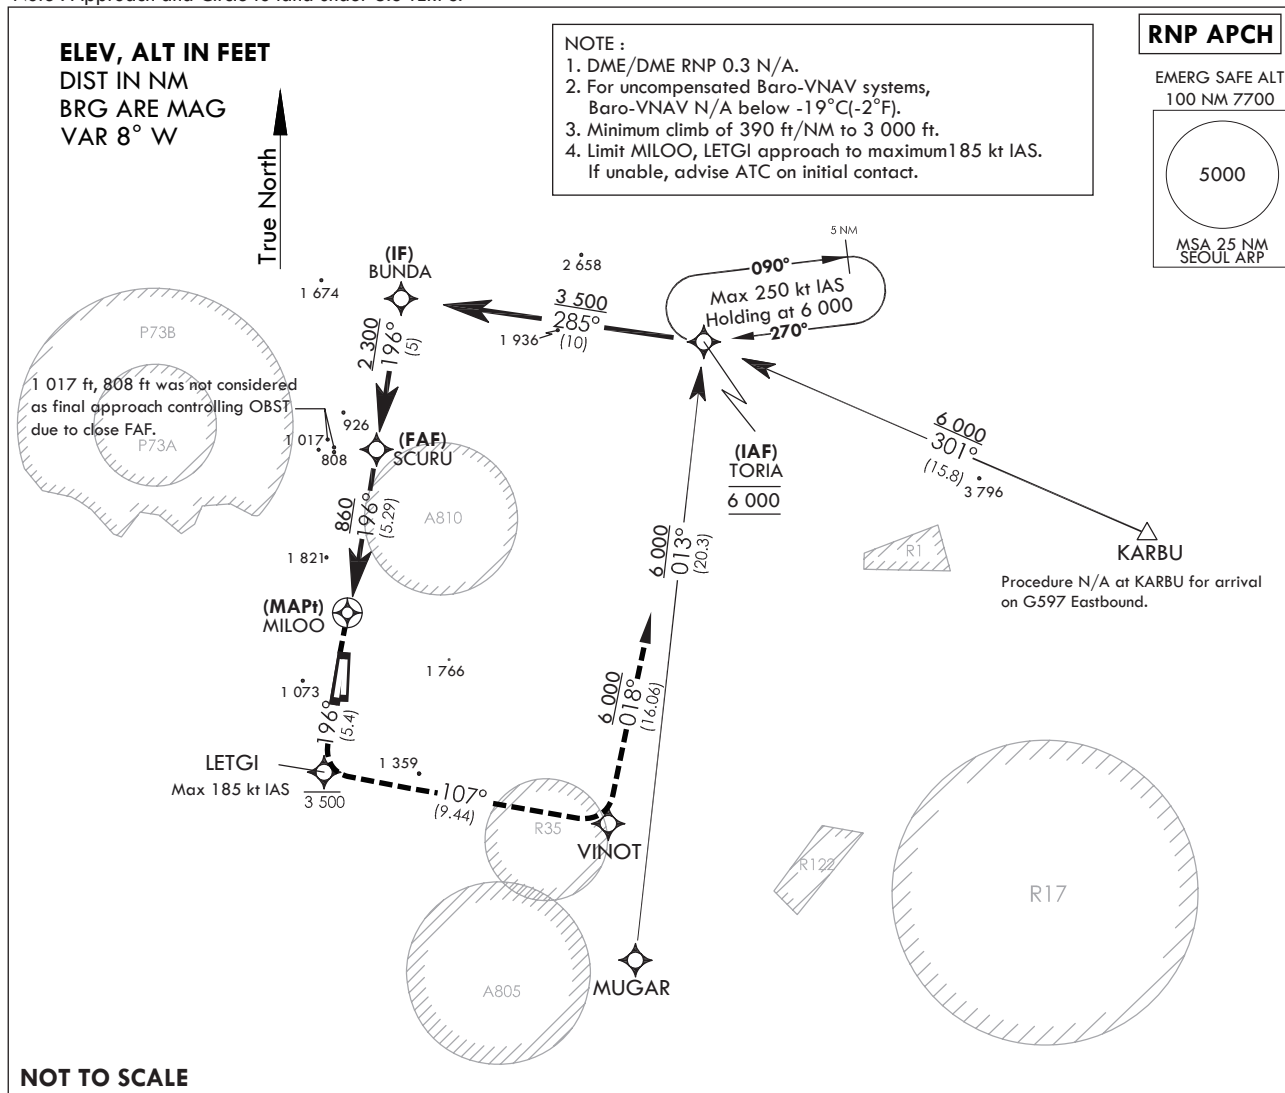 ELEV, ALT IN FEET
DIST IN NM
BRG ARE MAG
VAR 8° W
True North
NOTE :
1. DME/DME RNP 0.3 N/A.
2. For uncompensated Baro-VNAV systems,
Baro-VNAV N/A below -19°C(-2°F).
3. Minimum climb of 390 ft/NM to 3 000 ft.
4. Limit MILOO, LETGI approach to maximum185 kt IAS.
If unable, advise ATC on initial contact.
RNP APCH
EMERG SAFE ALT
100 NM 7700
5000
MSA 25 NM
SEOUL ARP
5 NM
090°
Max 250 kt IAS
Holding at 6 000
270°
(IF)
BUNDA
2 658
1 674
3 500
285°
(10)
1 936
P73B
2 300
196°
(5)
1 017 ft, 808 ft was not considered
as final approach controlling OBST
due to close FAF.
P73A
926
1 017
808
(FAF)
SCURU
(IAF)
TORIA
6 000
6 000
301°
(15.8)
3 796
KARBU
Procedure N/A at KARBU for arrival
on G597 Eastbound.
860
196°
(5.29)
A810
R1
1 821
6 000
013°
(20.3)
(MAPt)
MILOO
1 766
1 073
196°
(5.4)
6 000
018°
(16.06)
LETGI
Max 185 kt IAS
3 500
1 359
107°
(9.44)
R35
VINOT
R122
R17
A805
MUGAR
NOT TO SCALE